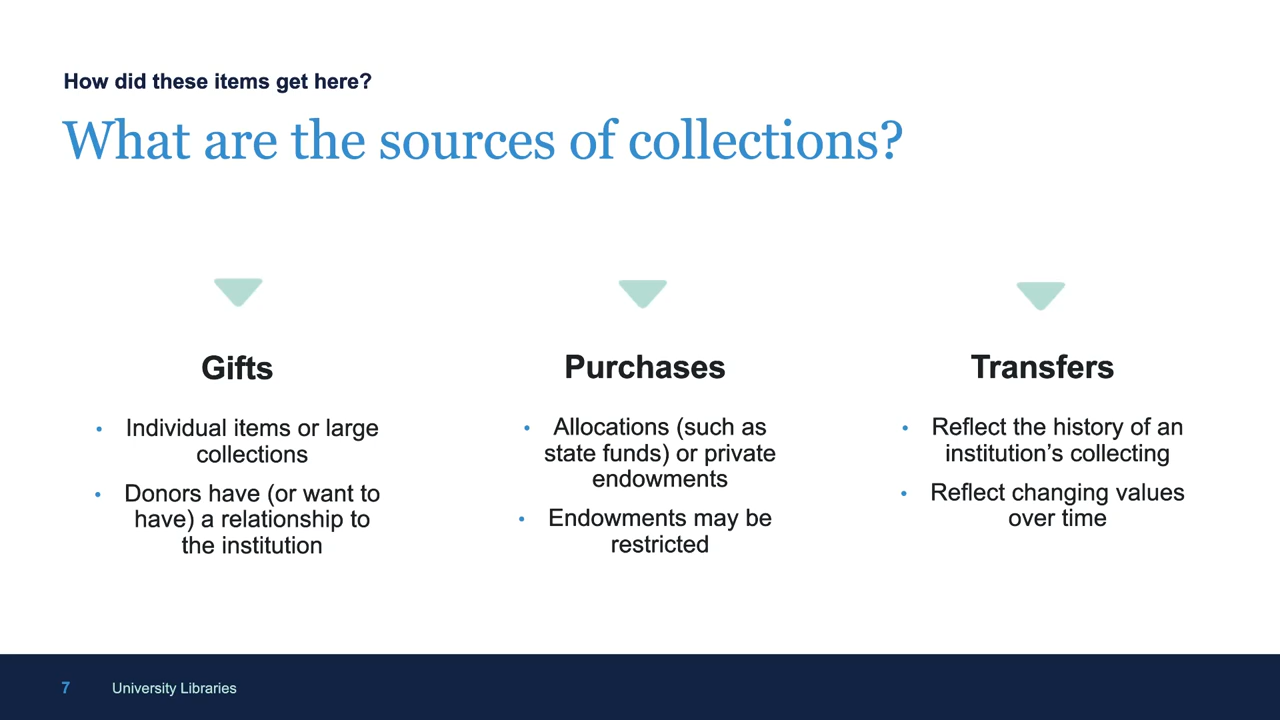 How did these items get here?
What are the sources of collections?
Gifts
• Individual items or large
collections
• Donors have (or want to
have) a relationship to
the institution
Purchases
• Allocations (such as
state funds) or private
endowments
• Endowments may be
restricted
Transfers
• Reflect the history of an
institution’s collecting
• Reflect changing values
over time
7 University Libraries